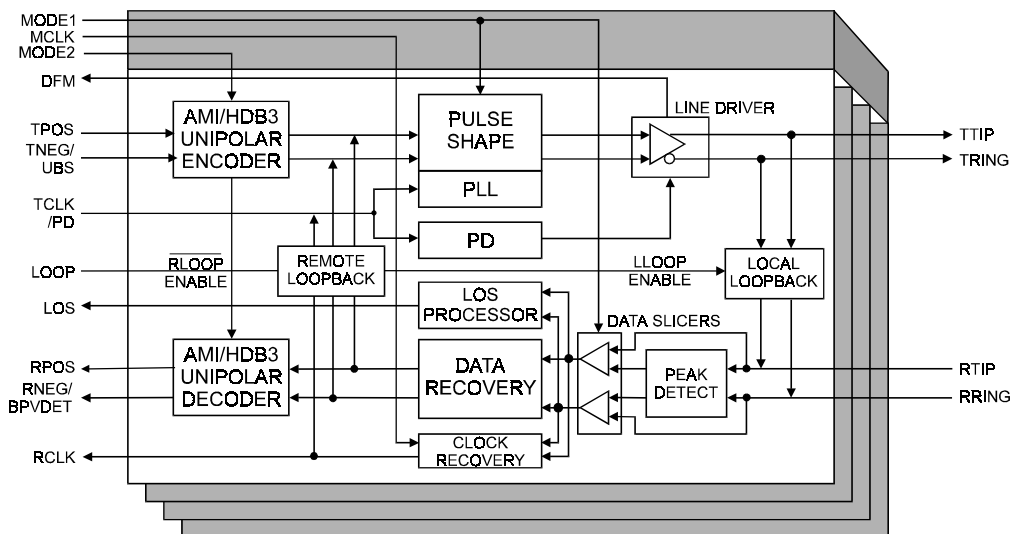 MODE1
MCLK
MODE2
DFM
TPOS
TNEG/
UBS
TCLK
/PD
LOOP
LOS
RPOS
RNEG/
BPVDET
RCLK
AMI/HDB3
UNIPOLAR
ENCODER
PULSE
SHAPE
PLL
PD
LINE DRIVER
TTIP
TRING
RLOOP
ENABLE
REMOTE
LOOPBACK
LLOOP
ENABLE
LOCAL
LOOPBACK
LOS
PROCESSOR
DATA SLICERS
AMI/HDB3
UNIPOLAR
DECODER
DATA
RECOVERY
PEAK
DETECT
RTIP
RRING
CLOCK
RECOVERY